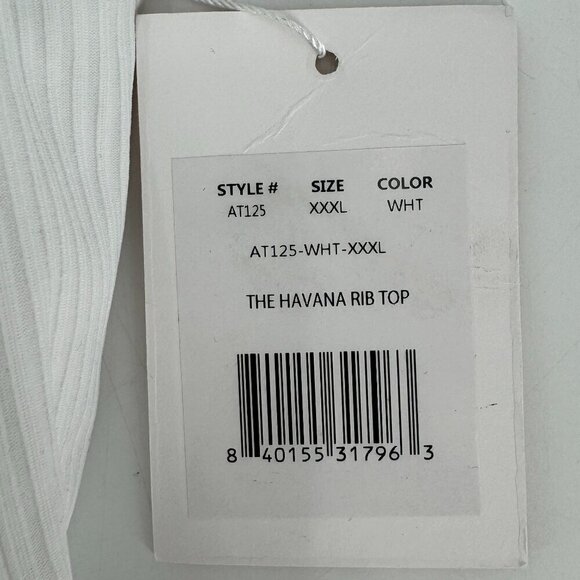 STYLE # SIZE COLOR
AT125 XXXL WHT
AT125-WHT-XXXL
THE HAVANA RIB TOP
8 40155 31796 3